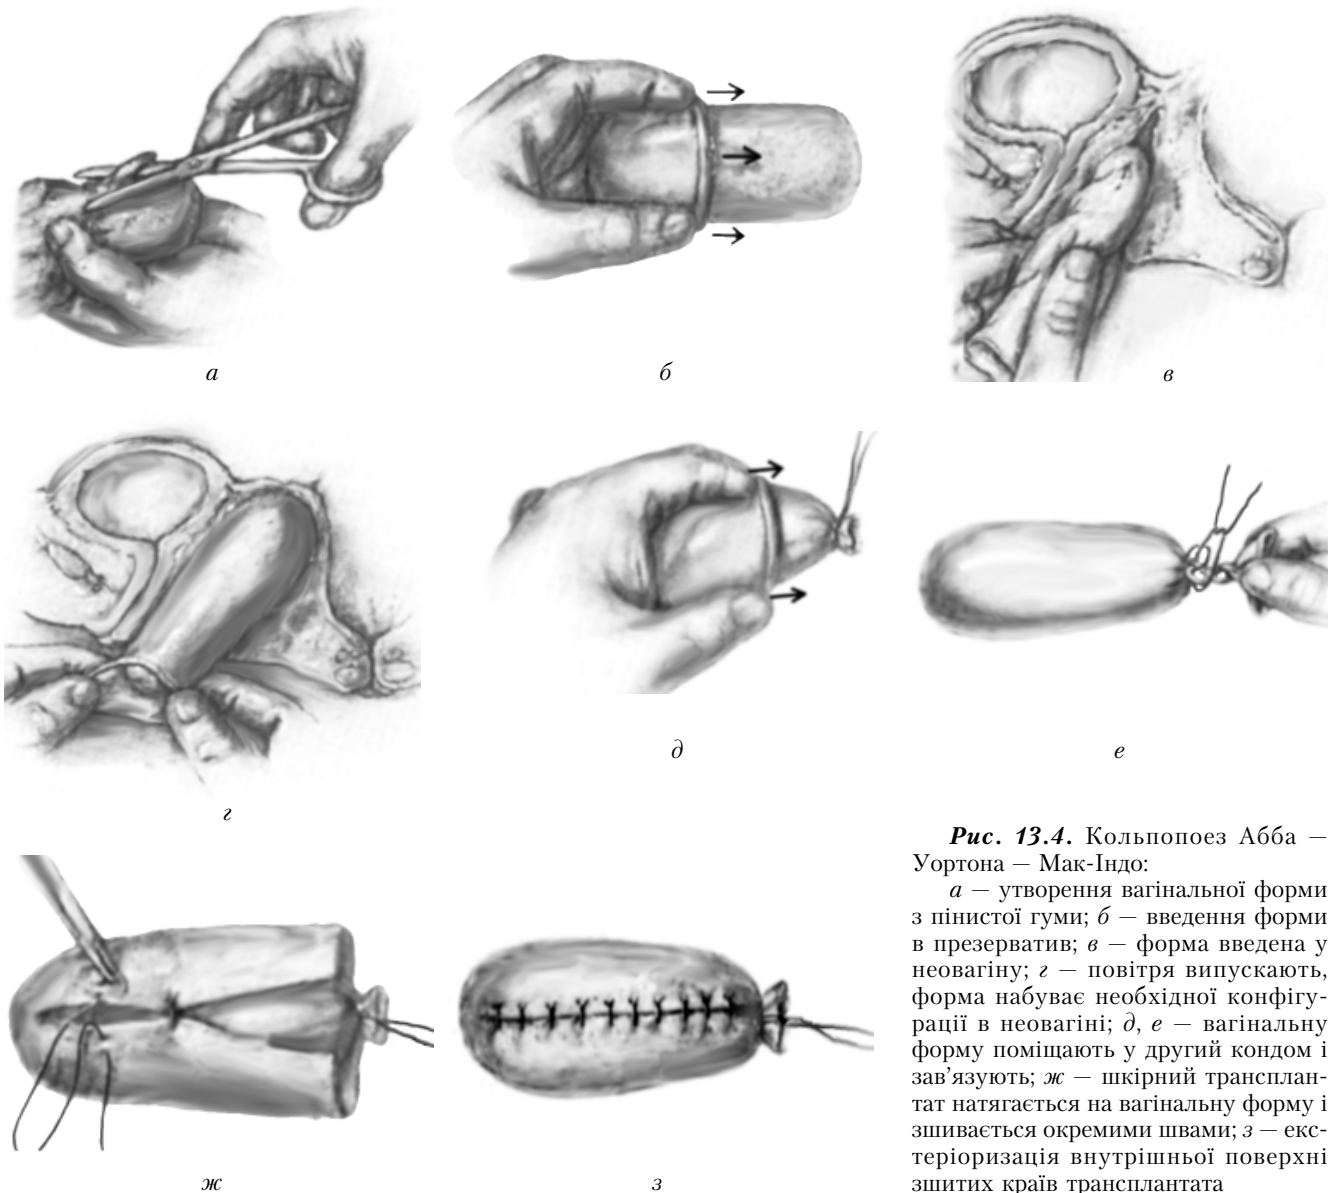 а
б
в
г
д
е
Рис. 13.4. Кольпопоез Абба —
Уортона — Мак-Індо:
а — утворення вагінальної форми
з пінистої гуми; б — введення форми
в презерватив; в — форма введена у
неовагіну; г — повітря випускають,
форма набуває необхідної конфігу-
рації в неовагіні; д, е — вагінальну
форму поміщають у другий кондом і
зав'язують; ж — шкірний трансплан-
тат натягається на вагінальну форму і
зшивається окремими швами; з — екс-
теріоризація внутрішньої поверхні
зшитих країв трансплантата
ж
з